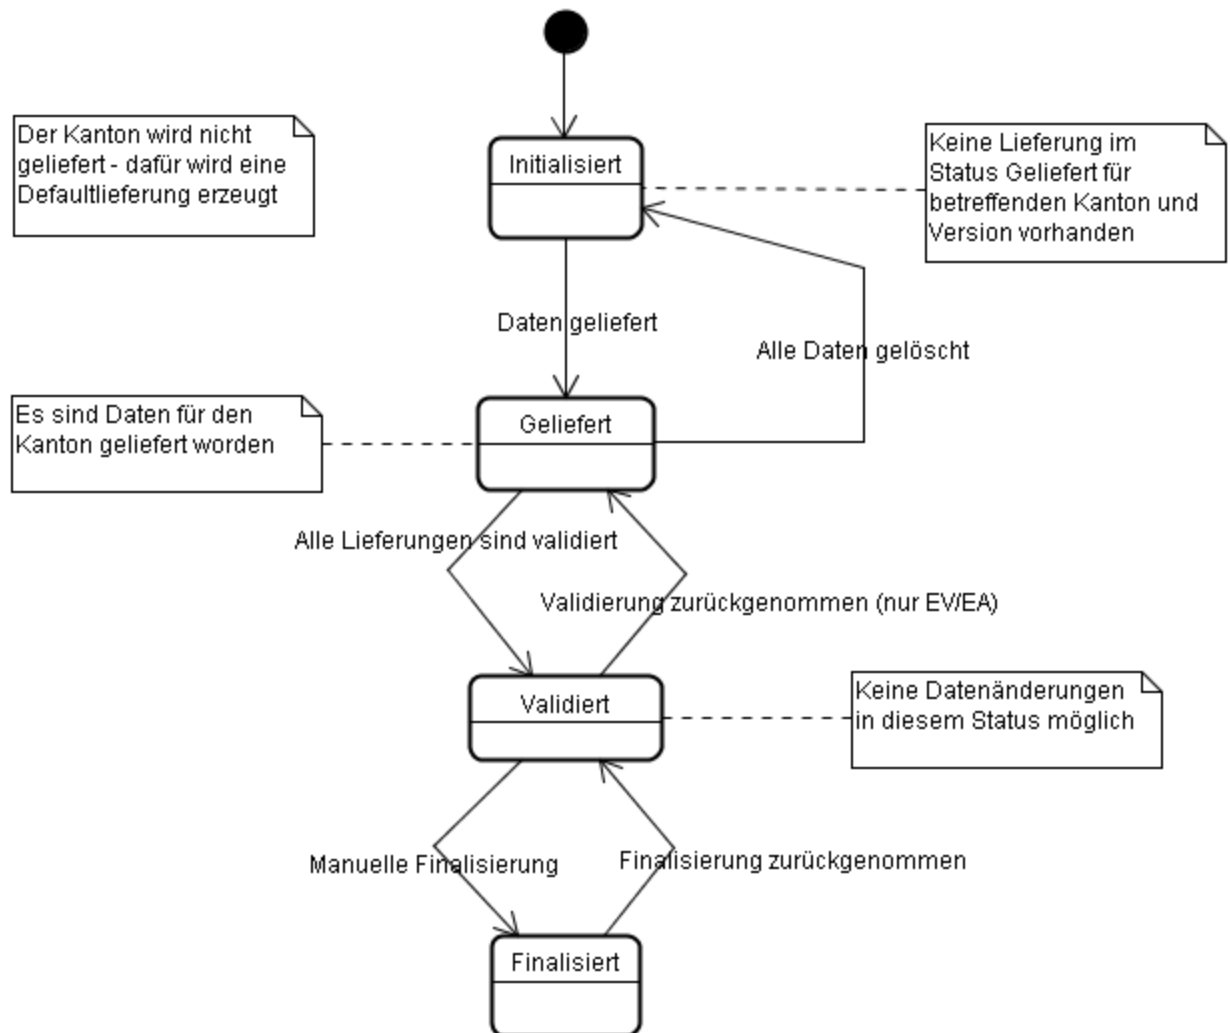 Der Kanton wird nicht
geliefert - dafür wird eine
Defaultlieferung erzeugt
Initialisiert
Keine Lieferung im
Status Geliefert für
betreffenden Kanton und
Version vorhanden
Daten geliefert
Alle Daten gelöscht
Es sind Daten für den
Kanton geliefert worden
Geliefert
Alle Lieferungen sind validiert
Validierung zurückgenommen (nur EV/EA)
Validiert
Keine Datenänderungen
in diesem Status möglich
Manuelle Finalisierung
Finalisierung zurückgenommen
Finalisiert